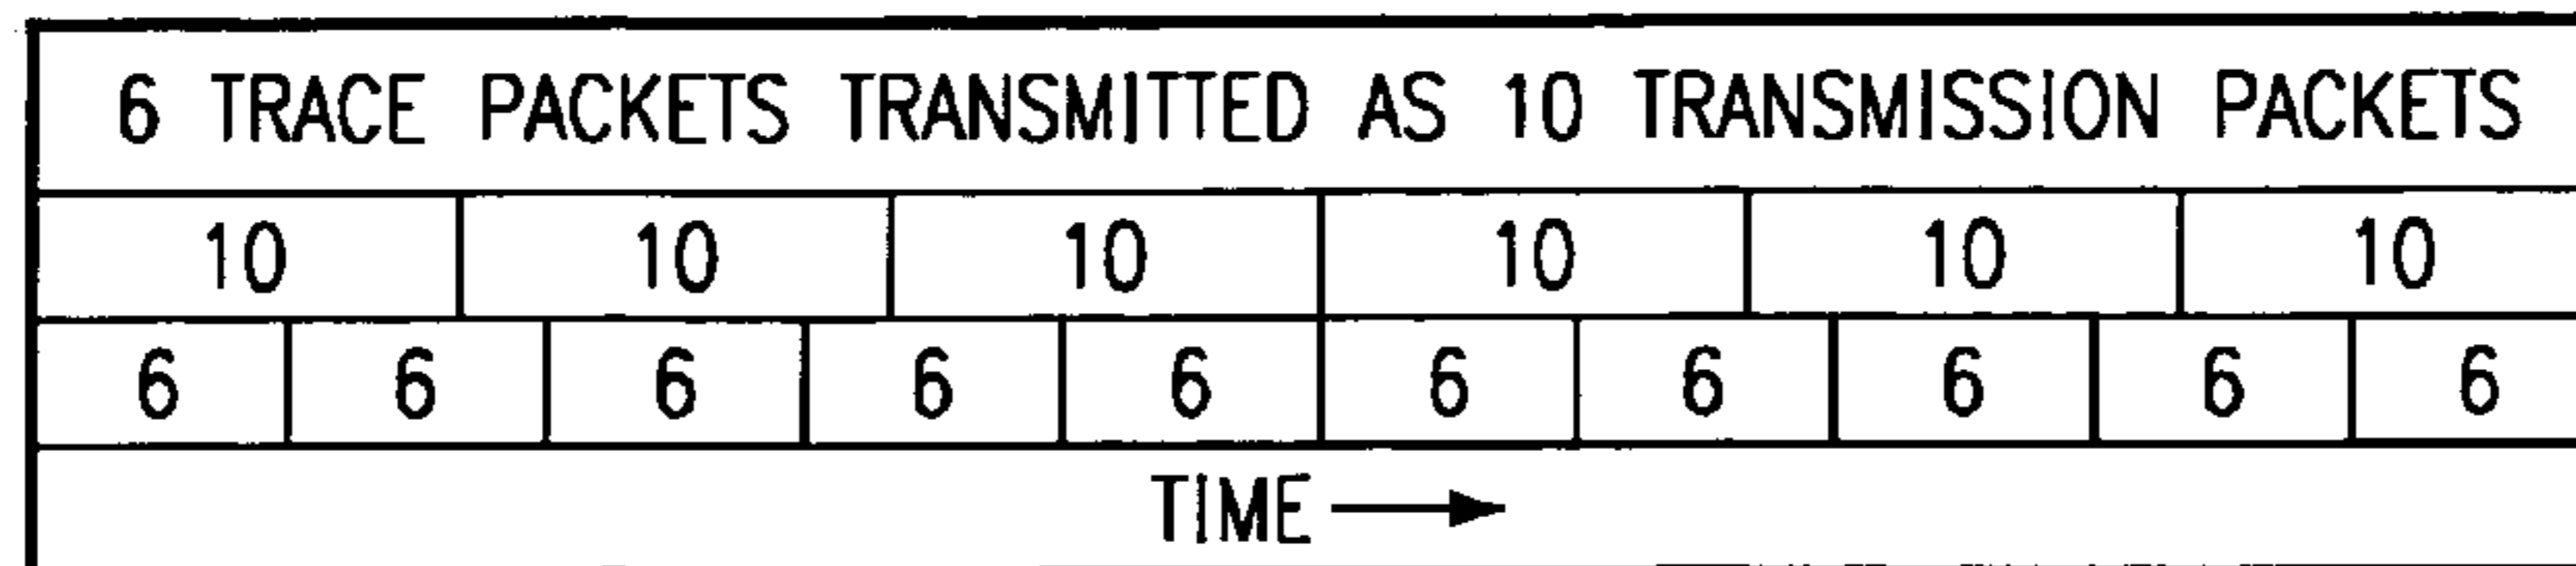 6 TRACE PACKETS TRANSMITTED AS 10 TRANSMISSION PACKETS
10 10 10 10 10 10
6 6 6 6 6 6 6 6 6 6
TIME